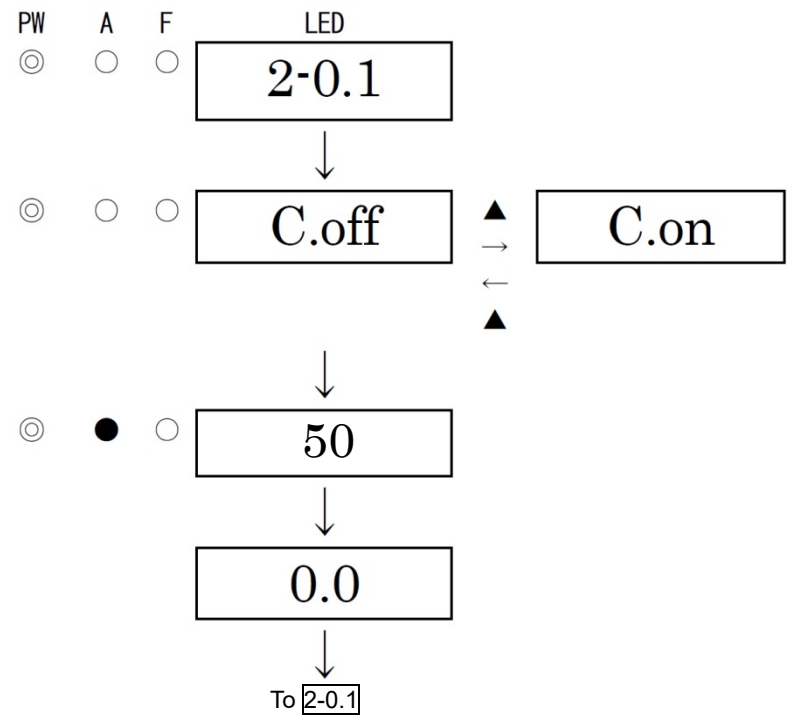 PW A F LED
◎ ○ ○ 2-0.1
↓
◎ ○ ○ C.off ▲ → ← ▲ C.on
↓
◎ ● ○ 50
↓
0.0
↓
To 2-0.1